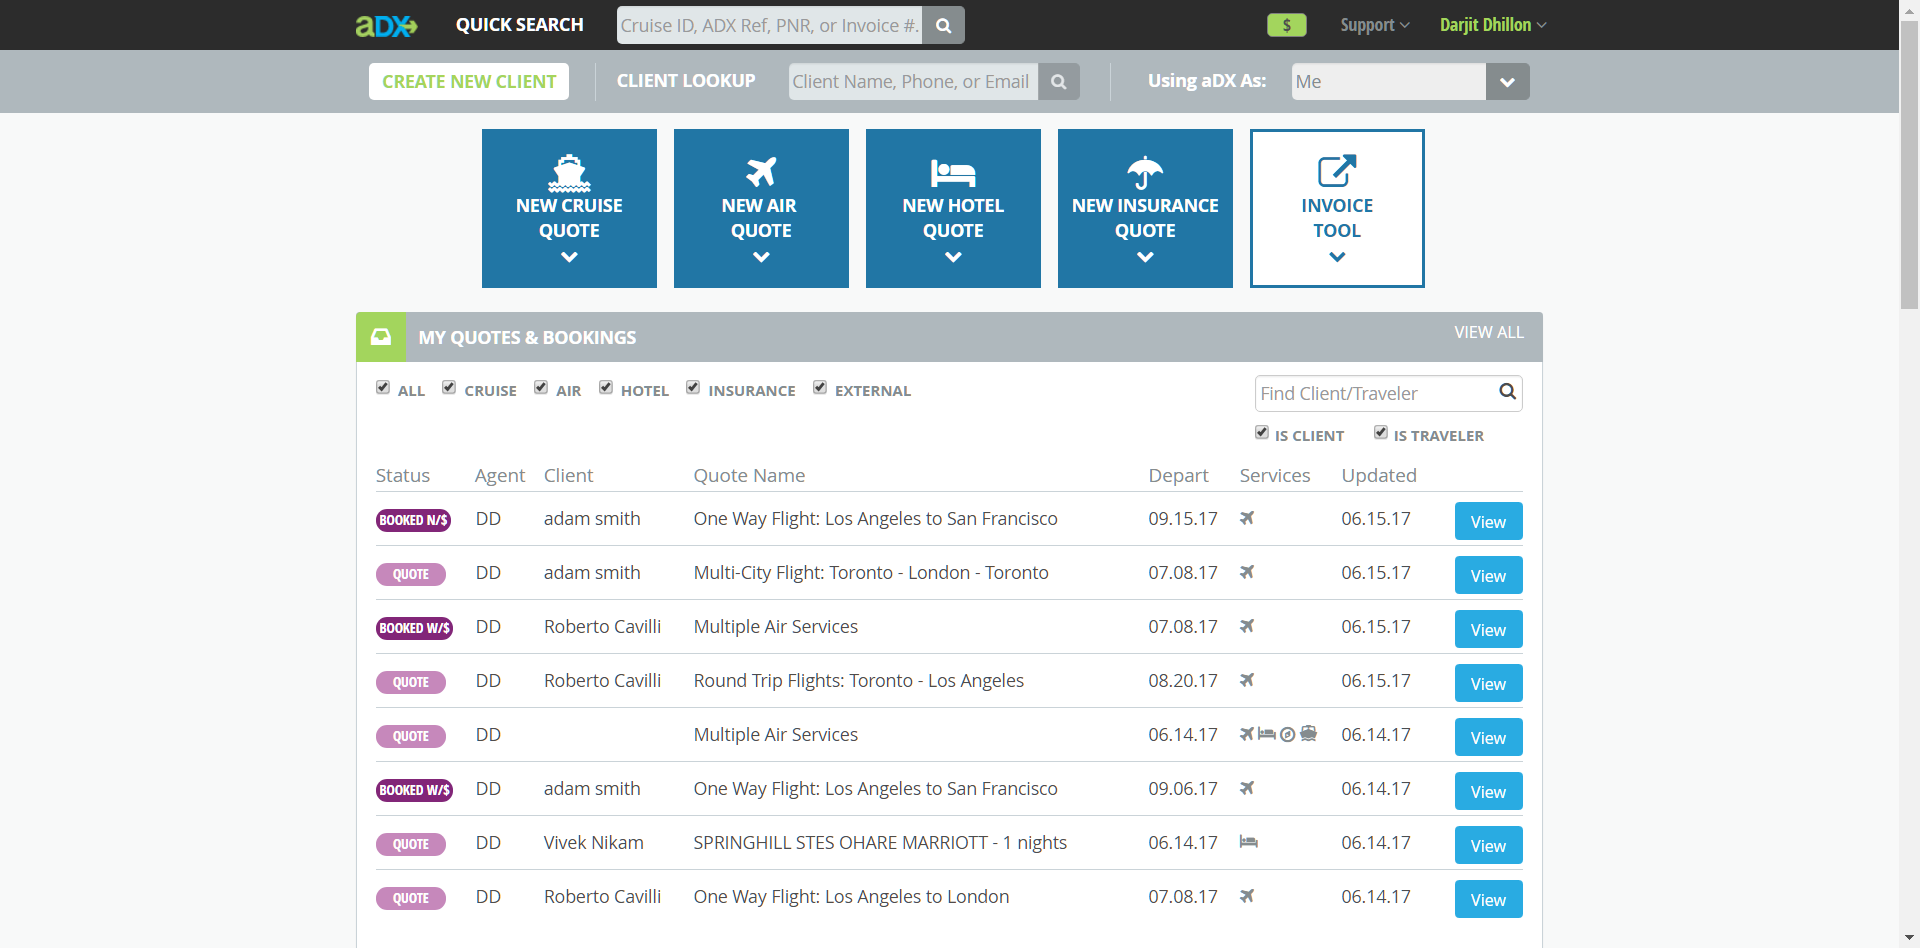 aDX QUICK SEARCH Cruise ID, ADX Ref, PNR, or Invoice #. $ Support Darjit Dhillon
CREATE NEW CLIENT CLIENT LOOKUP Client Name, Phone, or Email Using aDX As: Me
NEW CRUISE QUOTE
NEW AIR QUOTE
NEW HOTEL QUOTE
NEW INSURANCE QUOTE
INVOICE TOOL
MY QUOTES & BOOKINGS VIEW ALL
ALL CRUISE AIR HOTEL INSURANCE EXTERNAL Find Client/Traveler
IS CLIENT IS TRAVELER
Status Agent Client Quote Name Depart Services Updated
BOOKED N/$ DD adam smith One Way Flight: Los Angeles to San Francisco 09.15.17 06.15.17 View
QUOTE DD adam smith Multi-City Flight: Toronto - London - Toronto 07.08.17 06.15.17 View
BOOKED W/$ DD Roberto Cavilli Multiple Air Services 07.08.17 06.15.17 View
QUOTE DD Roberto Cavilli Round Trip Flights: Toronto - Los Angeles 08.20.17 06.15.17 View
QUOTE DD Multiple Air Services 06.14.17 06.14.17 View
BOOKED W/$ DD adam smith One Way Flight: Los Angeles to San Francisco 09.06.17 06.14.17 View
QUOTE DD Vivek Nikam SPRINGHILL STES OHARE MARRIOTT - 1 nights 06.14.17 06.14.17 View
QUOTE DD Roberto Cavilli One Way Flight: Los Angeles to London 07.08.17 06.14.17 View